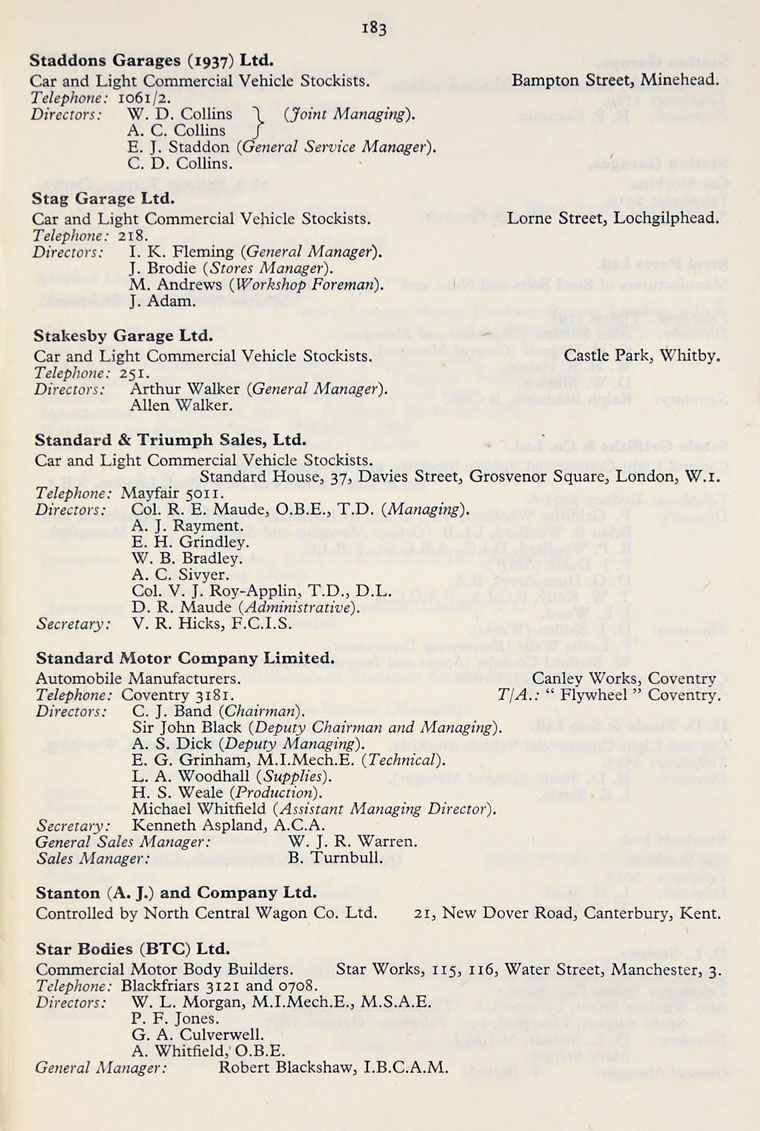 183
Staddons Garages (1937) Ltd.
Car and Light Commercial Vehicle Stockists. Bampton Street, Minehead.
Telephone: 1061/2.
Directors: W. D. Collins } (Joint Managing).
A. C. Collins
E. J. Staddon (General Service Manager).
C. D. Collins.
Stag Garage Ltd.
Car and Light Commercial Vehicle Stockists. Lorne Street, Lochgilphead.
Telephone: 218.
Directors: I. K. Fleming (General Manager).
J. Brodie (Stores Manager).
M. Andrews (Workshop Foreman).
J. Adam.
Stakesby Garage Ltd.
Car and Light Commercial Vehicle Stockists. Castle Park, Whitby.
Telephone: 251.
Directors: Arthur Walker (General Manager).
Allen Walker.
Standard & Triumph Sales, Ltd.
Car and Light Commercial Vehicle Stockists.
Standard House, 37, Davies Street, Grosvenor Square, London, W.1.
Telephone: Mayfair 5011.
Directors: Col. R. E. Maude, O.B.E., T.D. (Managing).
A. J. Rayment.
E. H. Grindley.
W. B. Bradley.
A. C. Sivyer.
Col. V. J. Roy-Applin, T.D., D.L.
D. R. Maude (Administrative).
Secretary: V. R. Hicks, F.C.I.S.
Standard Motor Company Limited.
Automobile Manufacturers. Canley Works, Coventry
Telephone: Coventry 3181. T/A.: “ Flywheel ” Coventry.
Directors: C. J. Band (Chairman).
Sir John Black (Deputy Chairman and Managing).
A. S. Dick (Deputy Managing).
E. G. Grinham, M.I.Mech.E. (Technical).
L. A. Woodhall (Supplies).
H. S. Weale (Production).
Michael Whitfield (Assistant Managing Director).
Secretary: Kenneth Aspland, A.C.A.
General Sales Manager: W. J. R. Warren.
Sales Manager: B. Turnbull.
Stanton (A. J.) and Company Ltd.
Controlled by North Central Wagon Co. Ltd. 21, New Dover Road, Canterbury, Kent.
Star Bodies (BTC) Ltd.
Commercial Motor Body Builders. Star Works, 115, 116, Water Street, Manchester, 3.
Telephone: Blackfriars 3121 and 0708.
Directors: W. L. Morgan, M.I.Mech.E., M.S.A.E.
P. F. Jones.
G. A. Culverwell.
A. Whitfield, O.B.E.
General Manager: Robert Blackshaw, I.B.C.A.M.